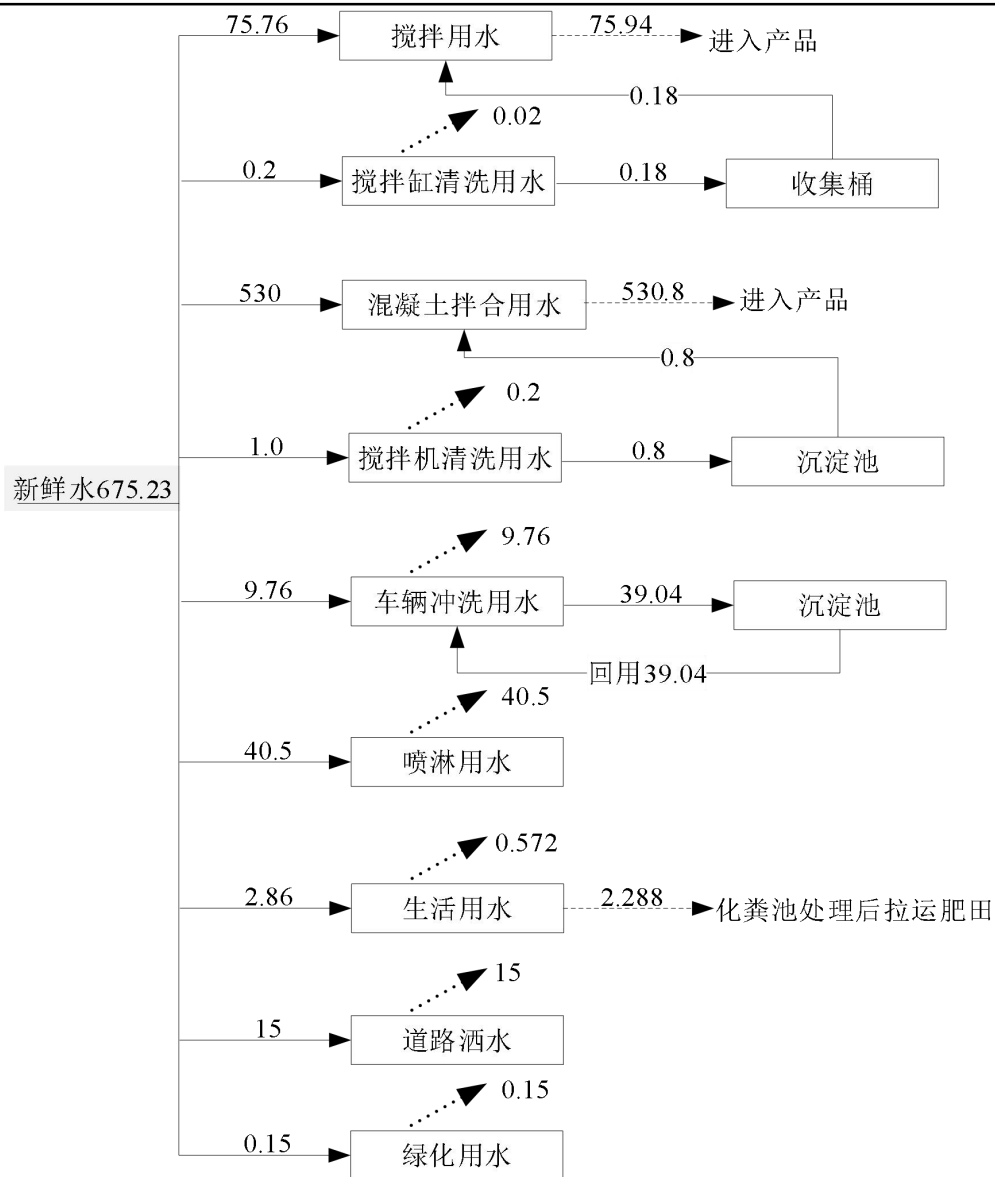 75.76
搅拌用水
75.94
进入产品
0.18
0.02
0.2
搅拌缸清洗用水
0.18
收集桶
530
混凝土拌合用水
530.8
进入产品
0.8
0.2
1.0
搅拌机清洗用水
0.8
沉淀池
新鲜水675.23
9.76
9.76
车辆冲洗用水
39.04
沉淀池
回用39.04
40.5
40.5
喷淋用水
0.572
2.86
生活用水
2.288
化粪池处理后拉运肥田
15
15
道路洒水
0.15
0.15
绿化用水